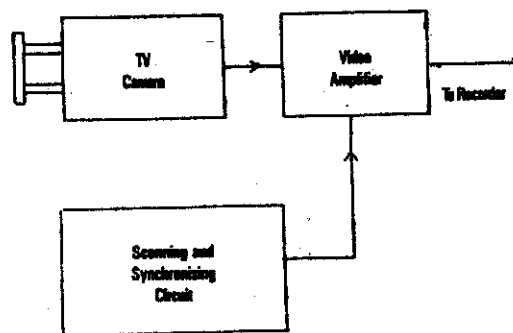 TV
Camera
Video
Amplifier
To Recorder
Scanning and
Synchronising
Circuit